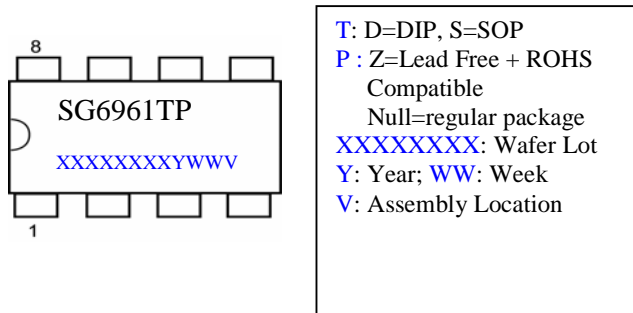 8
SG6961TP
XXXXXXXXYWWV
1
T: D=DIP, S=SOP
P : Z=Lead Free + ROHS
Compatible
Null=regular package
XXXXXXXX: Wafer Lot
Y: Year; WW: Week
V: Assembly Location